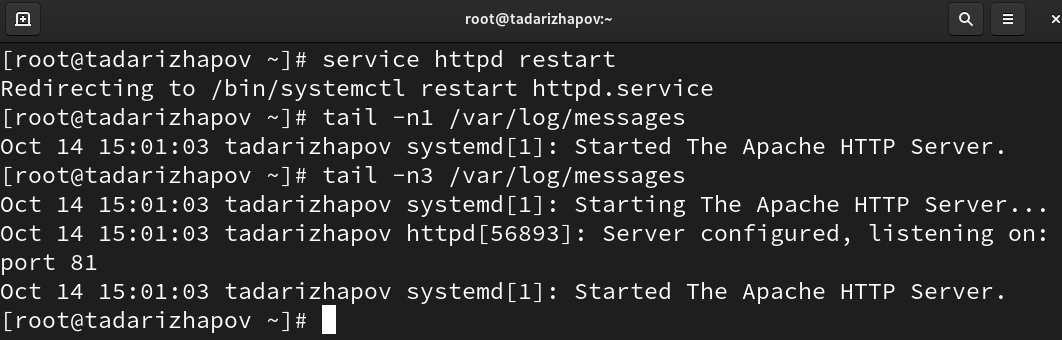 root@tadarizhapov:~
[root@tadarizhapov ~]# service httpd restart
Redirecting to /bin/systemctl restart httpd.service
[root@tadarizhapov ~]# tail -n1 /var/log/messages
Oct 14 15:01:03 tadarizhapov systemd[1]: Started The Apache HTTP Server.
[root@tadarizhapov ~]# tail -n3 /var/log/messages
Oct 14 15:01:03 tadarizhapov systemd[1]: Starting The Apache HTTP Server...
Oct 14 15:01:03 tadarizhapov httpd[56893]: Server configured, listening on:
port 81
Oct 14 15:01:03 tadarizhapov systemd[1]: Started The Apache HTTP Server.
[root@tadarizhapov ~]#